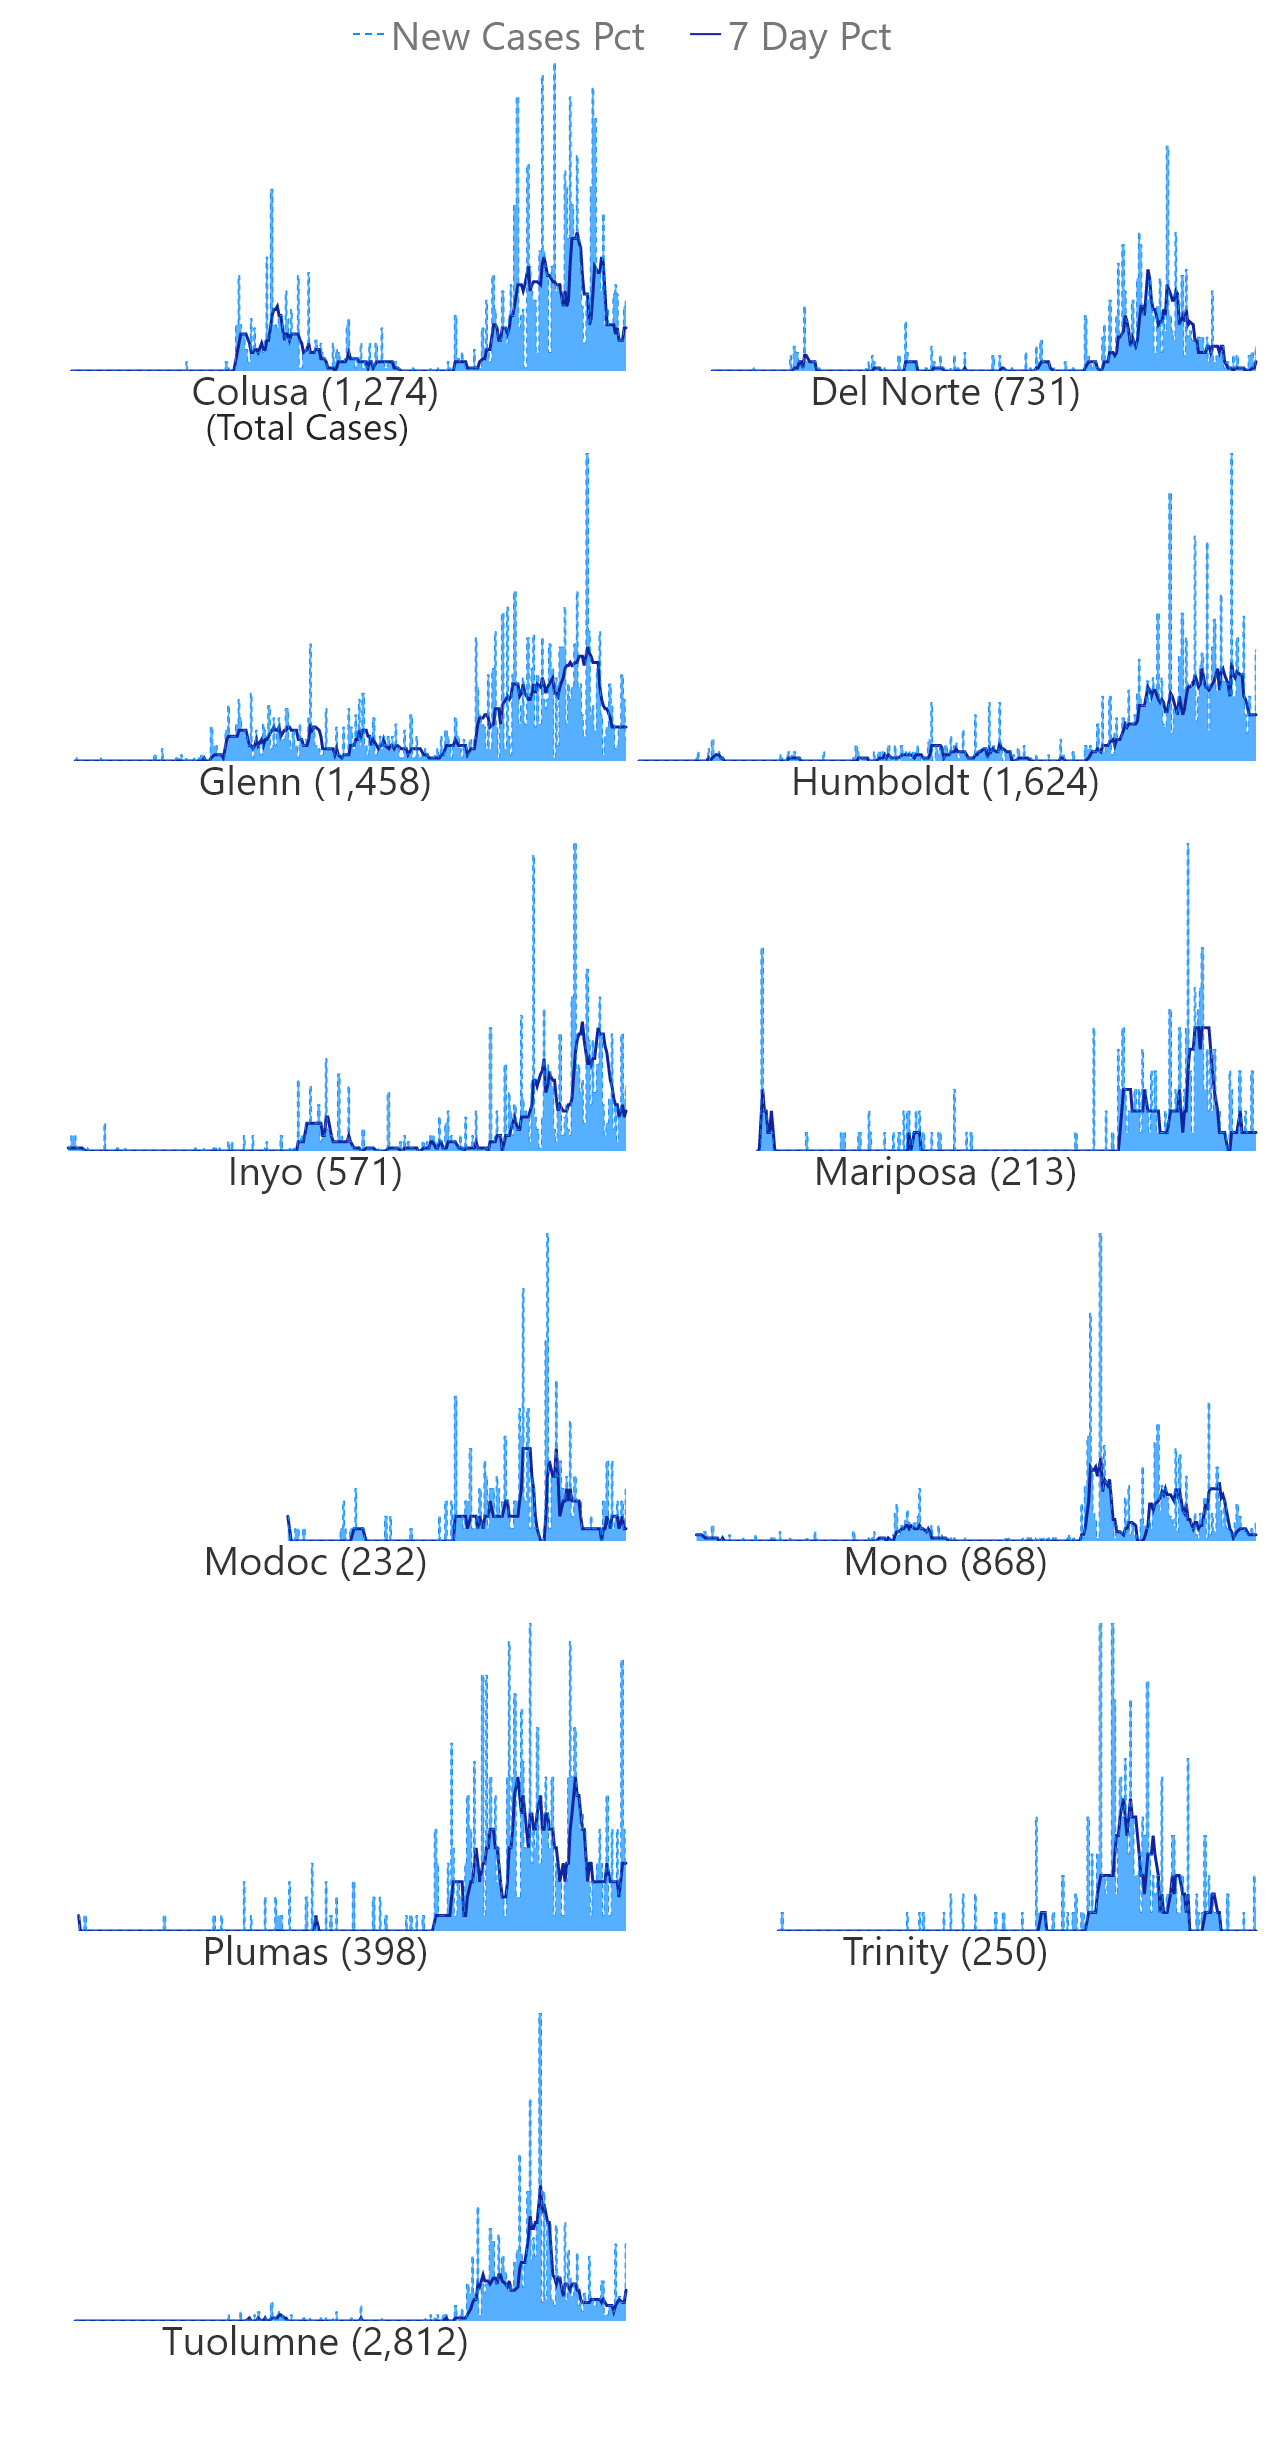 New Cases Pct 7 Day Pct
Colusa (1,274) Del Norte (731)
(Total Cases)
Glenn (1,458) Humboldt (1,624)
Inyo (571) Mariposa (213)
Modoc (232) Mono (868)
Plumas (398) Trinity (250)
Tuolumne (2,812)